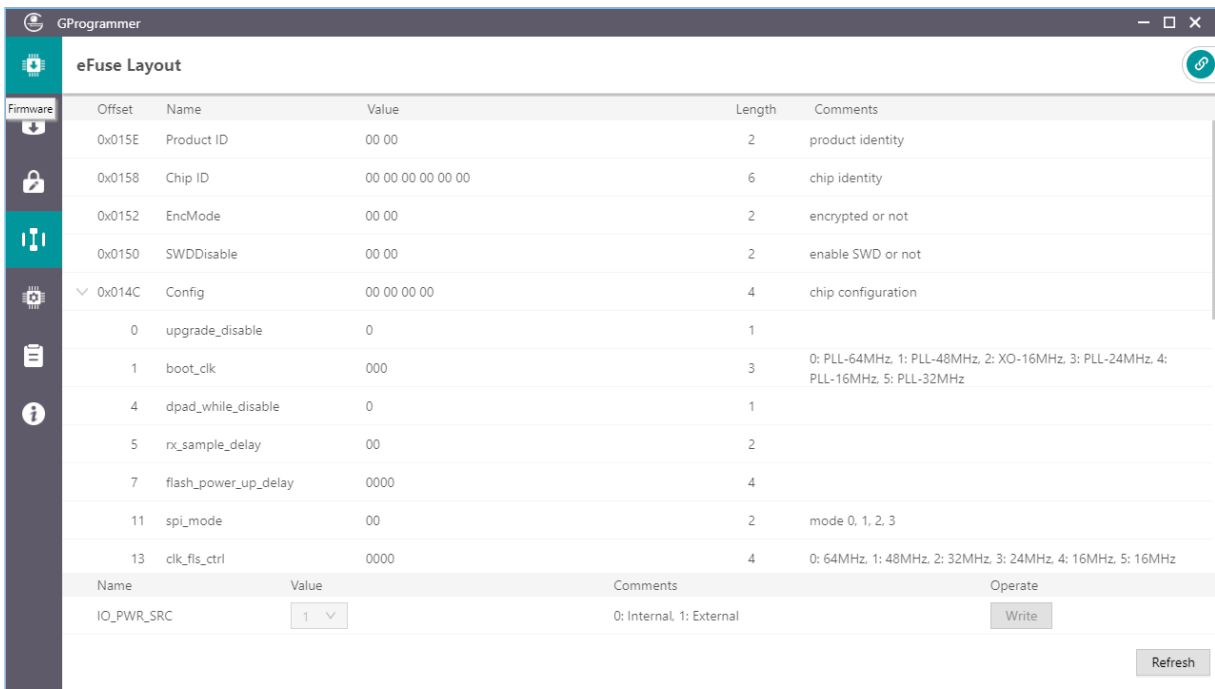 GProgrammer
eFuse Layout
Firmware
Offset Name Value Length Comments
0x015E Product ID 00 00 2 product identity
0x0158 Chip ID 00 00 00 00 00 00 6 chip identity
0x0152 EncMode 00 00 2 encrypted or not
0x0150 SWDDisable 00 00 2 enable SWD or not
0x014C Config 00 00 00 00 4 chip configuration
0 upgrade_disable 0 1
1 boot_clk 000 3 0: PLL-64MHz, 1: PLL-48MHz, 2: XO-16MHz, 3: PLL-24MHz, 4:
PLL-16MHz, 5: PLL-32MHz
4 dpad_while_disable 0 1
5 rx_sample_delay 00 2
7 flash_power_up_delay 0000 4
11 spi_mode 00 2 mode 0, 1, 2, 3
13 clk_fls_ctrl 0000 4 0: 64MHz, 1: 48MHz, 2: 32MHz, 3: 24MHz, 4: 16MHz, 5: 16MHz
Name Value Comments Operate
IO_PWR_SRC 1 0: Internal, 1: External Write
Refresh